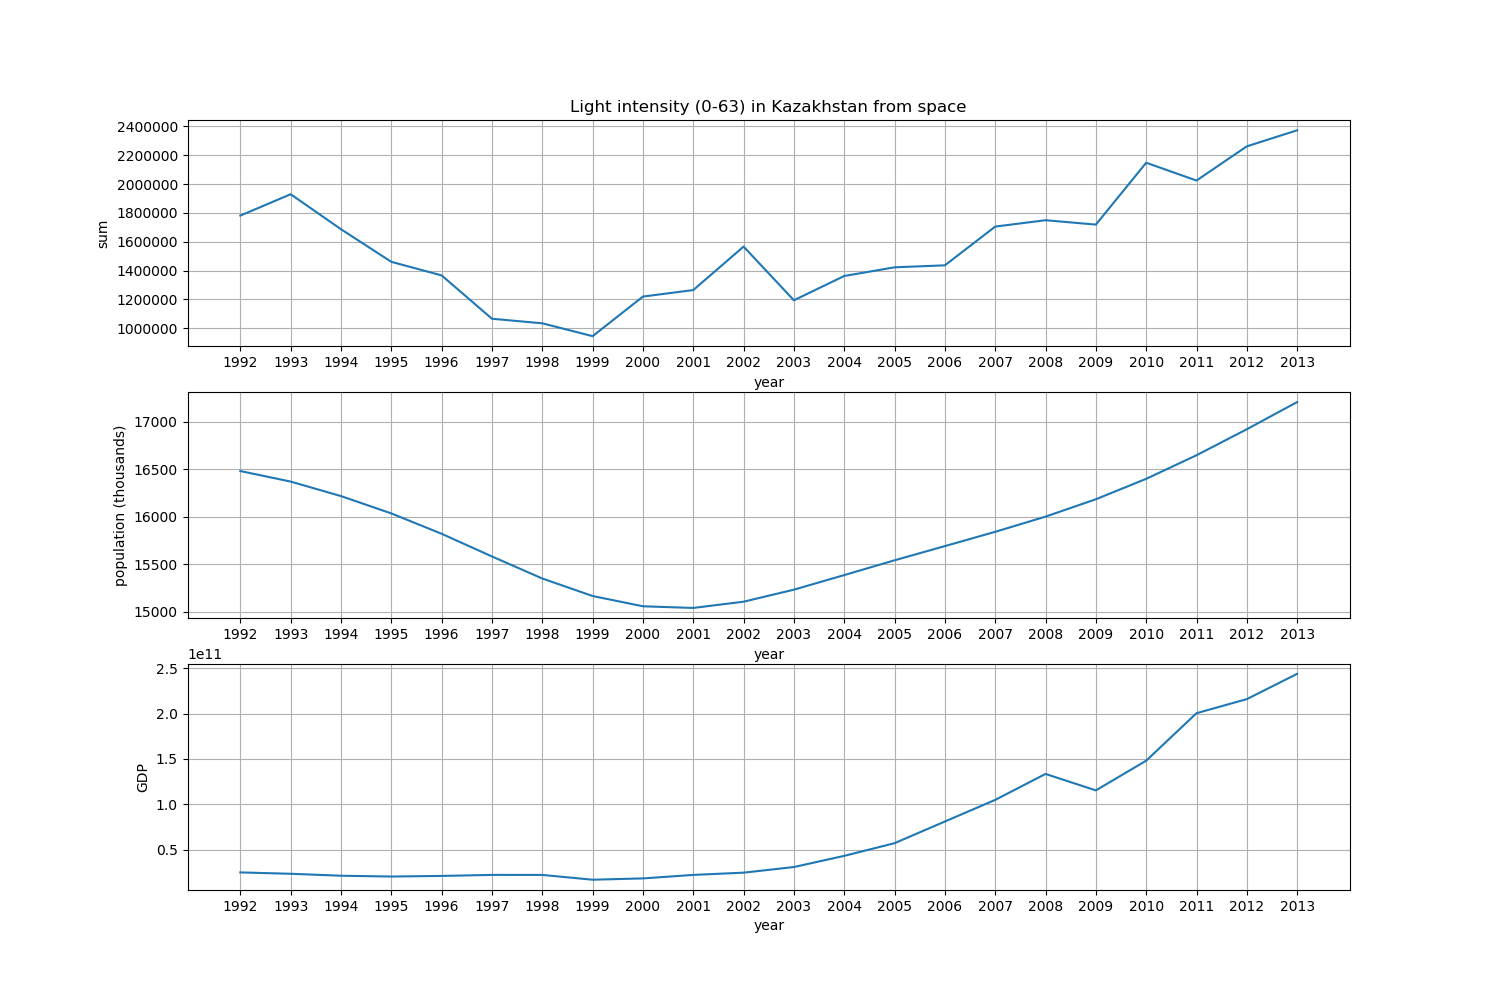 Light intensity (0-63) in Kazakhstan from space
2400000
2200000
2000000
1800000
1600000
1400000
1200000
1000000
sum
1992 1993 1994 1995 1996 1997 1998 1999 2000 2001 2002 2003 2004 2005 2006 2007 2008 2009 2010 2011 2012 2013
year
17000
16500
16000
15500
15000
population (thousands)
1992 1993 1994 1995 1996 1997 1998 1999 2000 2001 2002 2003 2004 2005 2006 2007 2008 2009 2010 2011 2012 2013
year
1e11
2.5
2.0
1.5
1.0
0.5
GDP
1992 1993 1994 1995 1996 1997 1998 1999 2000 2001 2002 2003 2004 2005 2006 2007 2008 2009 2010 2011 2012 2013
year